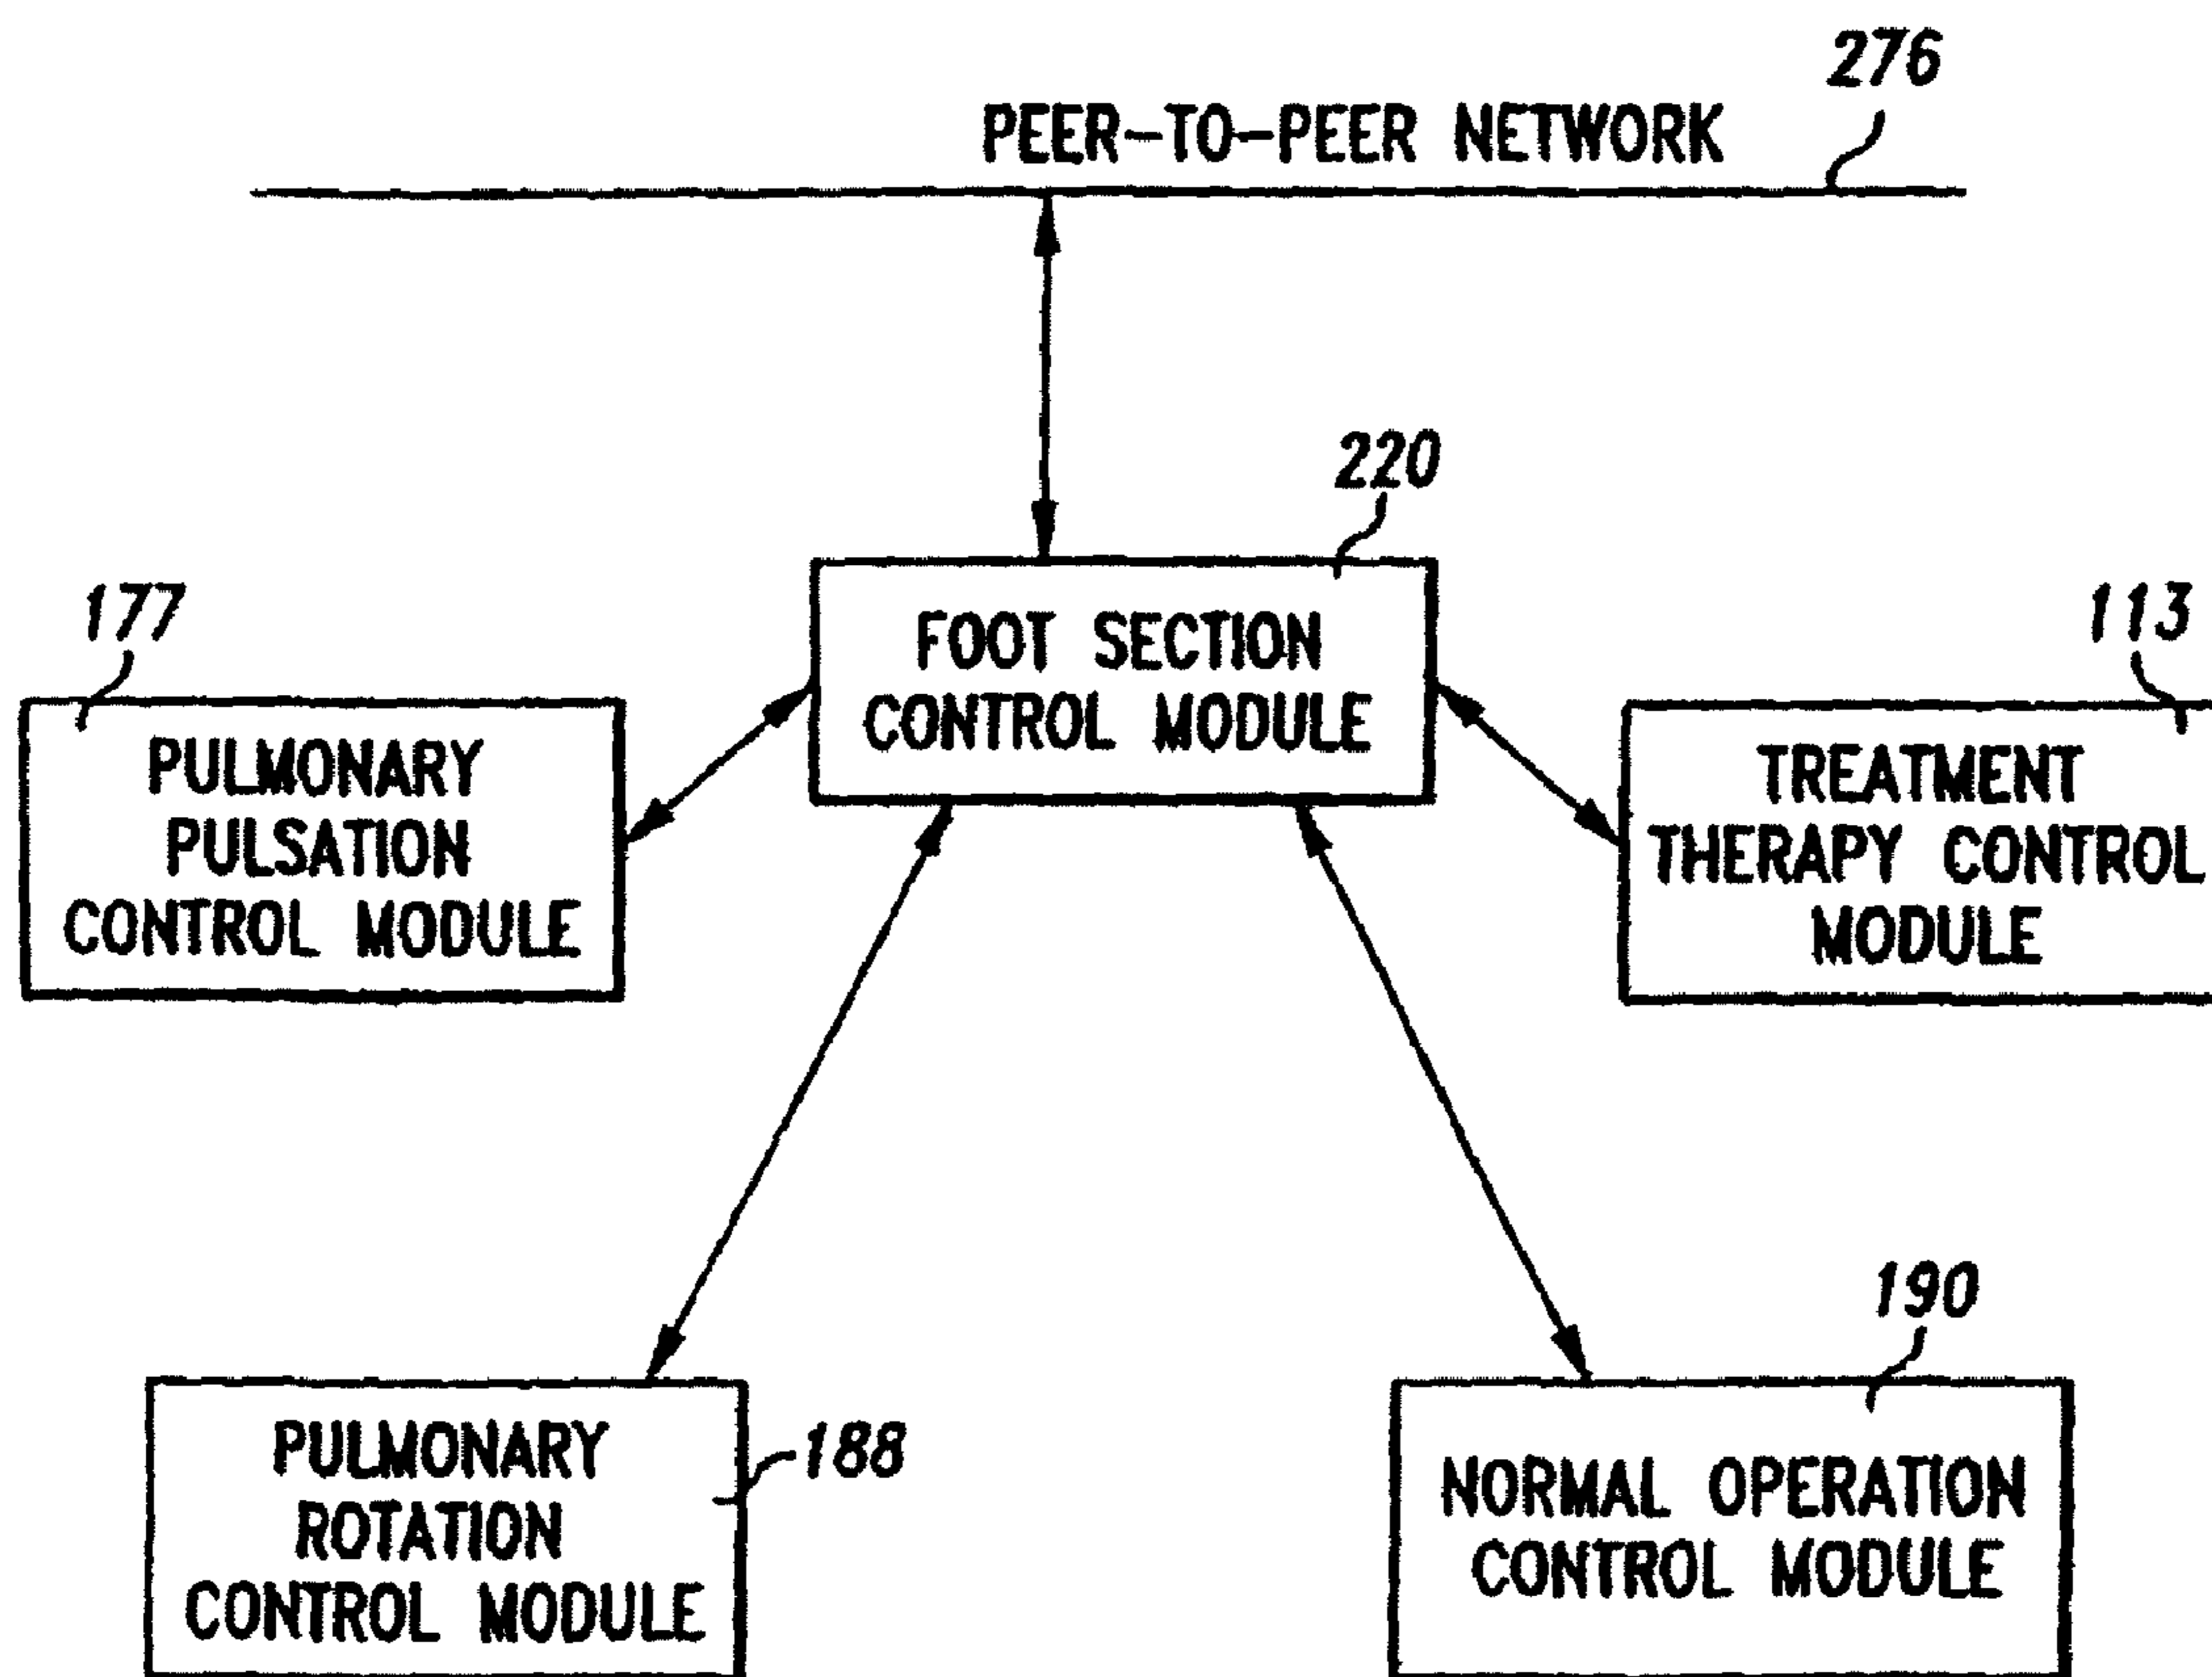 276
PEER-TO-PEER NETWORK
220
FOOT SECTION
CONTROL MODULE
177
PULMONARY
PULSATION
CONTROL MODULE
113
TREATMENT
THERAPY CONTROL
MODULE
190
NORMAL OPERATION
CONTROL MODULE
188
PULMONARY
ROTATION
CONTROL MODULE